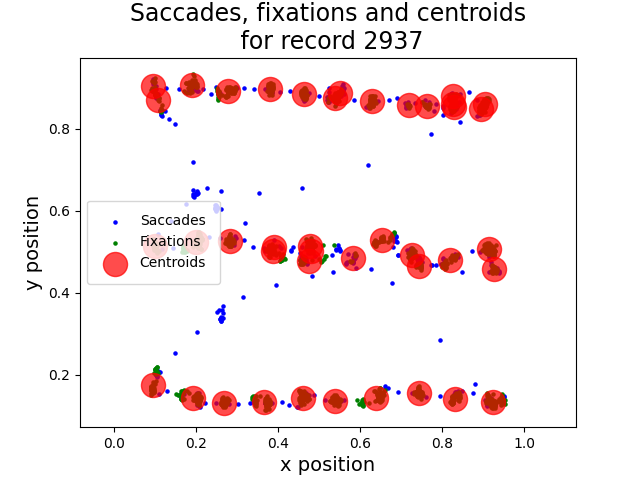 Saccades, fixations and centroids
for record 2937
y position
0.8
0.6
0.4
0.2
Saccades
Fixations
Centroids
0.0 0.2 0.4 0.6 0.8 1.0
x position